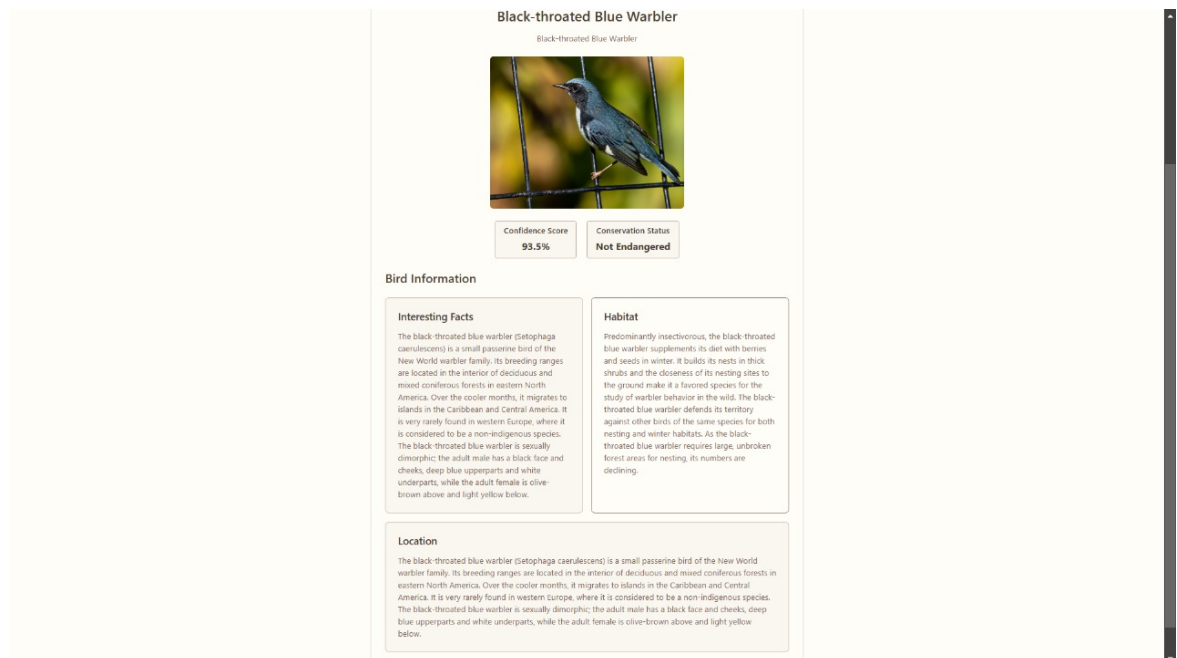 Black-throated Blue Warbler
Black-throated Blue Warbler
Confidence Score
93.5%
Conservation Status
Not Endangered
Bird Information
Interesting Facts
The black-throated blue warbler (Setophaga
caerulescens) is a small passerine bird of the
New World warbler family. Its breeding ranges
are located in the interior of deciduous and
mixed coniferous forests in eastern North
America. Over the cooler months, it migrates to
islands in the Caribbean and Central America. It
is very rarely found in western Europe, where it
is considered to be a non-indigenous species.
The black-throated blue warbler is sexually
dimorphic; the adult male has a black face and
cheeks, deep blue upperparts and white
underparts, while the adult female is olive-
brown above and light yellow below.
Habitat
Predominantly insectivorous, the black-throated
blue warbler supplements its diet with berries
and seeds in winter. It builds its nests in thick
shrubs and the closeness of its nesting sites to
the ground make it a favored species for the
study of warbler behavior in the wild. The black-
throated blue warbler defends its territory
against other birds of the same species for both
nesting and winter habitats. As the black-
throated blue warbler requires large, unbroken
forest areas for nesting, its numbers are
declining.
Location
The black-throated blue warbler (Setophaga caerulescens) is a small passerine bird of the New World
warbler family. Its breeding ranges are located in the interior of deciduous and mixed coniferous forests in
eastern North America. Over the cooler months, it migrates to islands in the Caribbean and Central
America. It is very rarely found in western Europe, where it is considered to be a non-indigenous species.
The black-throated blue warbler is sexually dimorphic; the adult male has a black face and cheeks, deep
blue upperparts and white underparts, while the adult female is olive-brown above and light yellow
below.